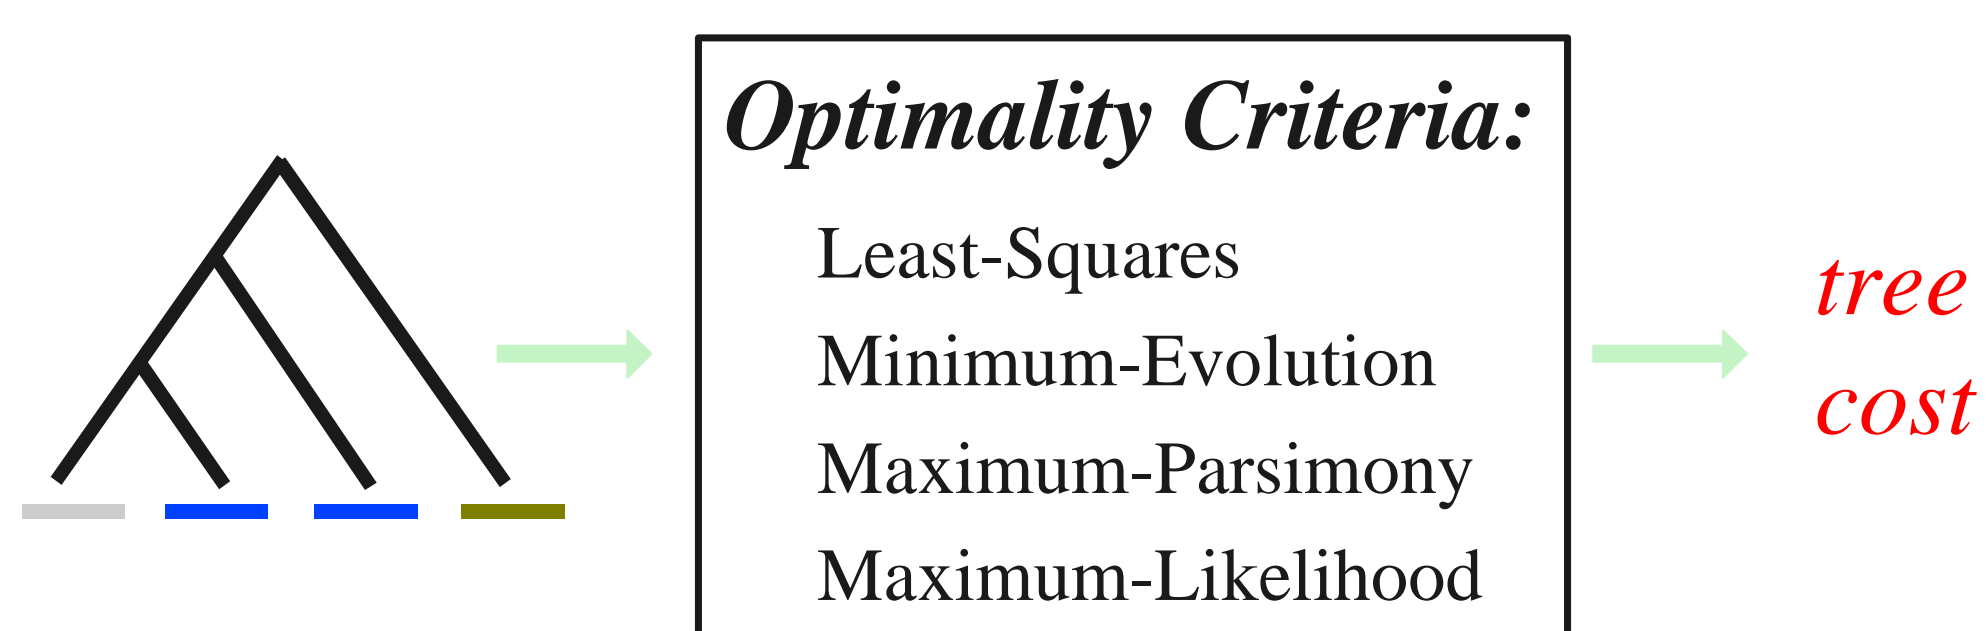 Optimality Criteria:
Least-Squares
Minimum-Evolution
Maximum-Parsimony
Maximum-Likelihood
tree
cost